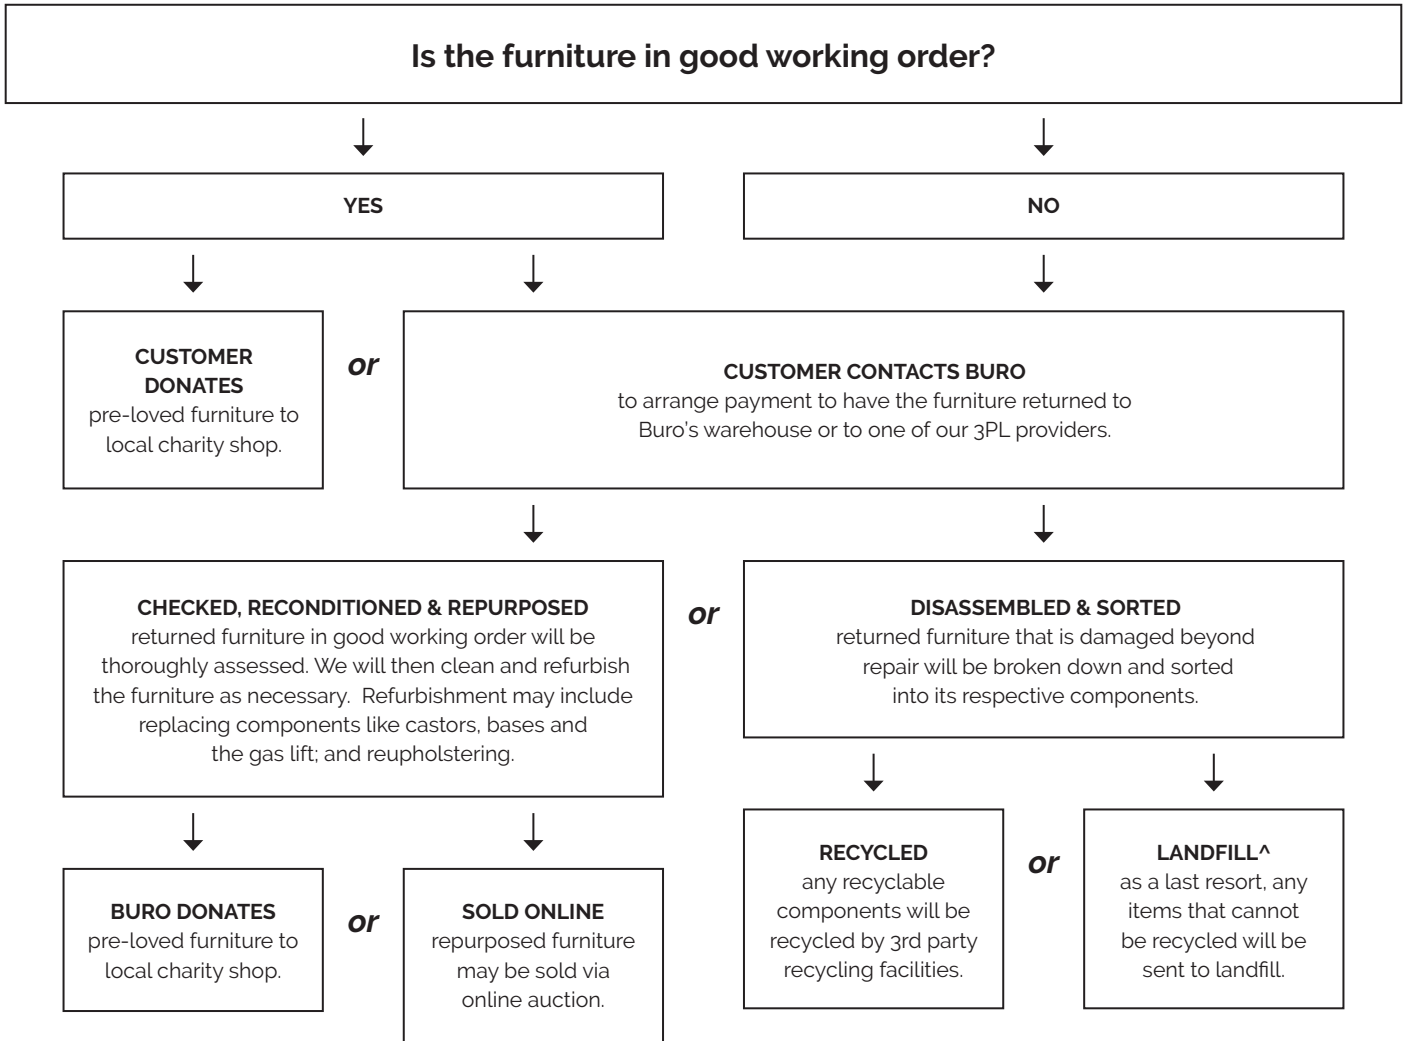 Is the furniture in good working order?
YES
NO
CUSTOMER
DONATES
pre-loved furniture to
local charity shop.
or
CUSTOMER CONTACTS BURO
to arrange payment to have the furniture returned to
Buro's warehouse or to one of our 3PL providers.
CHECKED, RECONDITIONED & REPURPOSED
returned furniture in good working order will be
thoroughly assessed. We will then clean and refurbish
the furniture as necessary.  Refurbishment may include
replacing components like castors, bases and
the gas lift; and reupholstering.
or
DISASSEMBLED & SORTED
returned furniture that is damaged beyond
repair will be broken down and sorted
into its respective components.
BURO DONATES
pre-loved furniture to
local charity shop.
or
SOLD ONLINE
repurposed furniture
may be sold via
online auction.
RECYCLED
any recyclable
components will be
recycled by 3rd party
recycling facilities.
or
LANDFILL^
as a last resort, any
items that cannot
be recycled will be
sent to landfill.